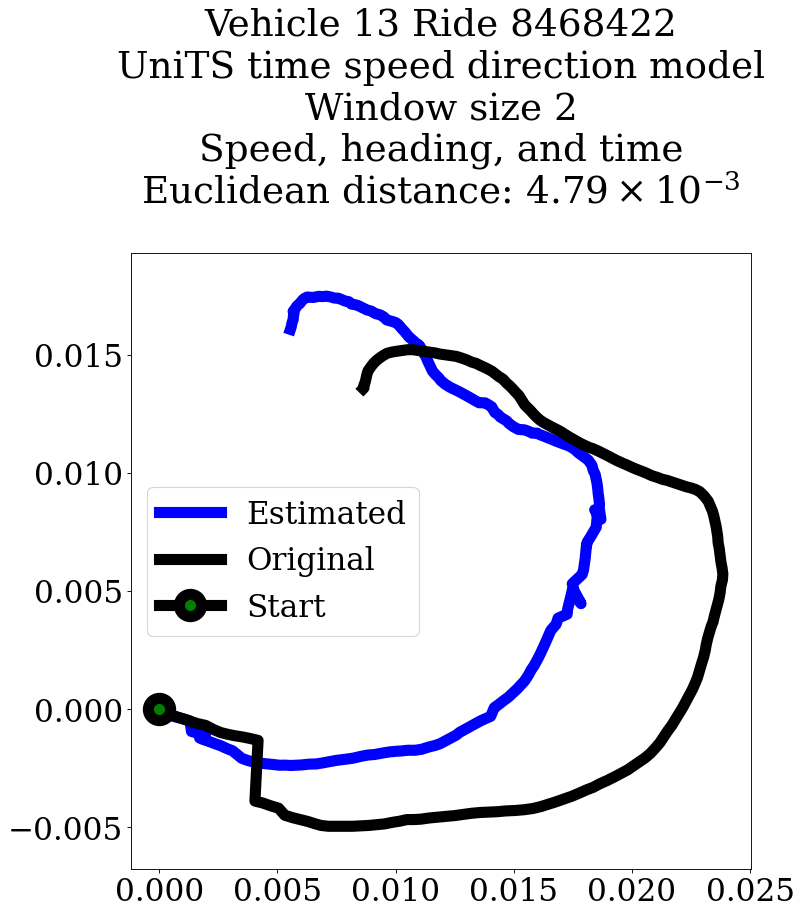 Vehicle 13 Ride 8468422
UniTS time speed direction model
Window size 2
Speed, heading, and time
Euclidean distance: 4.79 × 10⁻³
0.015
0.010
0.005
0.000
−0.005
Estimated
Original
Start
0.000 0.005 0.010 0.015 0.020 0.025